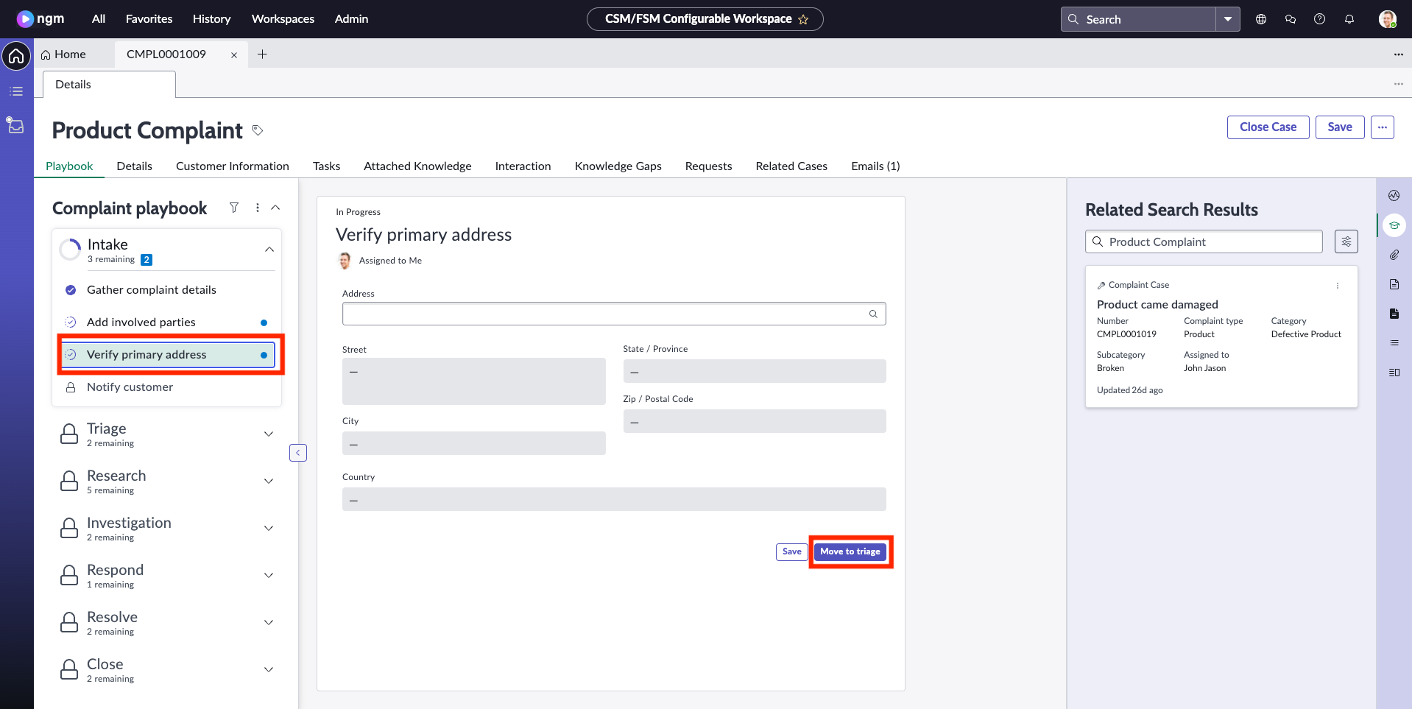 ngm All Favorites History Workspaces Admin CSM/FSM Configurable Workspace Search
Home CMPL0001009
Details
Product Complaint Close Case Save
Playbook Details Customer Information Tasks Attached Knowledge Interaction Knowledge Gaps Requests Related Cases Emails (1)
Complaint playbook
Intake
3 remaining 2
Gather complaint details
Add involved parties
Verify primary address
Notify customer
Triage
2 remaining
Research
5 remaining
Investigation
2 remaining
Respond
1 remaining
Resolve
2 remaining
Close
2 remaining
In Progress
Verify primary address
Assigned to Me
Address
Street
—
State / Province
—
Zip / Postal Code
—
City
—
Country
—
Save Move to triage
Related Search Results
Product Complaint
Complaint Case
Product came damaged
Number Complaint type Category
CMPL0001019 Product Defective Product
Subcategory Assigned to
Broken John Jason
Updated 26d ago